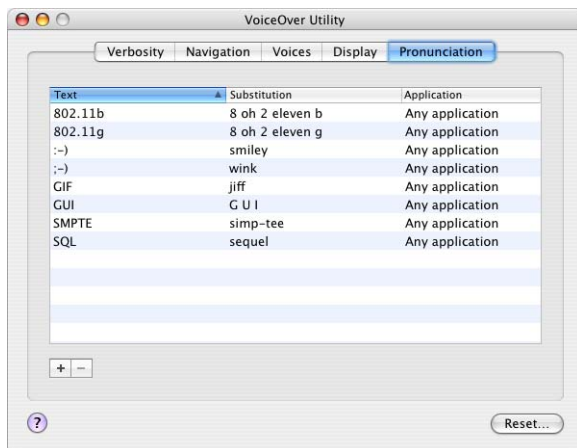 VoiceOver Utility
Verbosity Navigation Voices Display Pronunciation
Text Substitution Application
802.11b 8 oh 2 eleven b Any application
802.11g 8 oh 2 eleven g Any application
:-) smiley Any application
;-) wink Any application
GIF jiff Any application
GUI G U I Any application
SMPTE simp-tee Any application
SQL sequel Any application
+ −
? Reset...